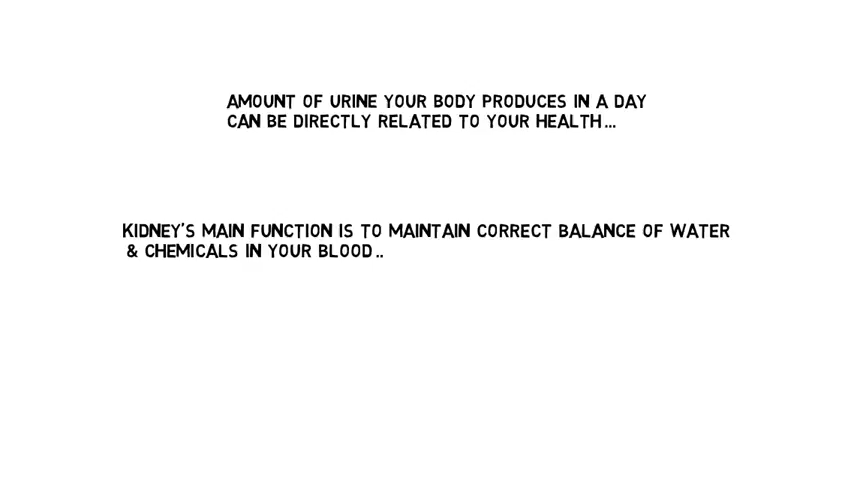 AMOUNT OF URINE YOUR BODY PRODUCES IN A DAY
CAN BE DIRECTLY RELATED TO YOUR HEALTH...
KIDNEY'S MAIN FUNCTION IS TO MAINTAIN CORRECT BALANCE OF WATER
& CHEMICALS IN YOUR BLOOD..